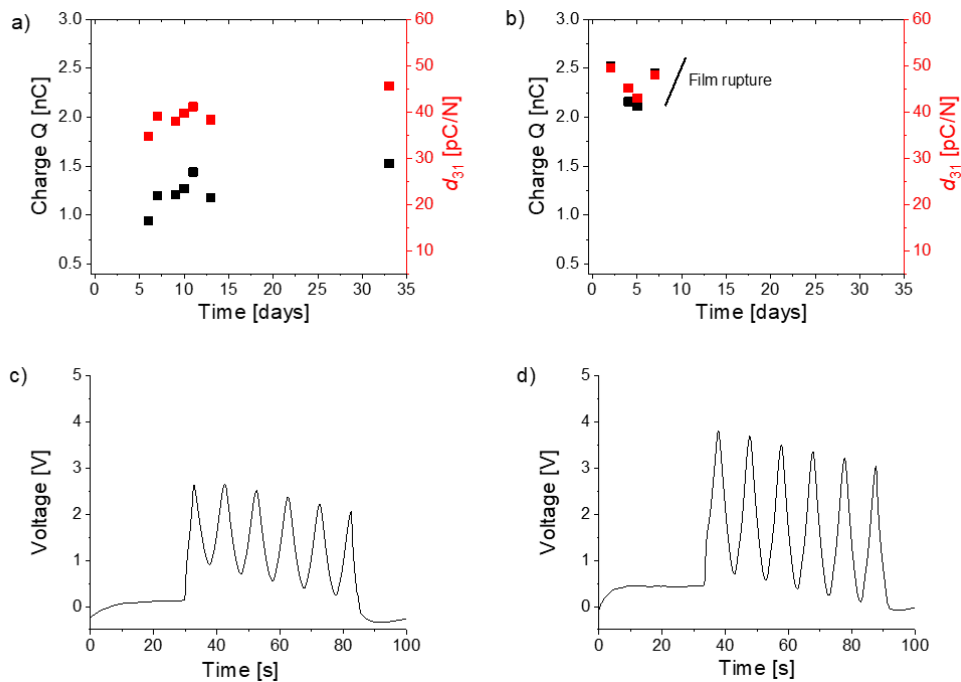 a)
3.0
2.5
2.0
1.5
1.0
0.5
Charge Q [nC]
0 5 10 15 20 25 30 35
Time [days]
60
50
40
30
20
10
d31 [pC/N]
b)
3.0
2.5
2.0
1.5
1.0
0.5
Charge Q [nC]
Film rupture
0 5 10 15 20 25 30 35
Time [days]
60
50
40
30
20
10
d31 [pC/N]
c)
5
4
3
2
1
0
Voltage [V]
0 20 40 60 80 100
Time [s]
d)
5
4
3
2
1
0
Voltage [V]
0 20 40 60 80 100
Time [s]